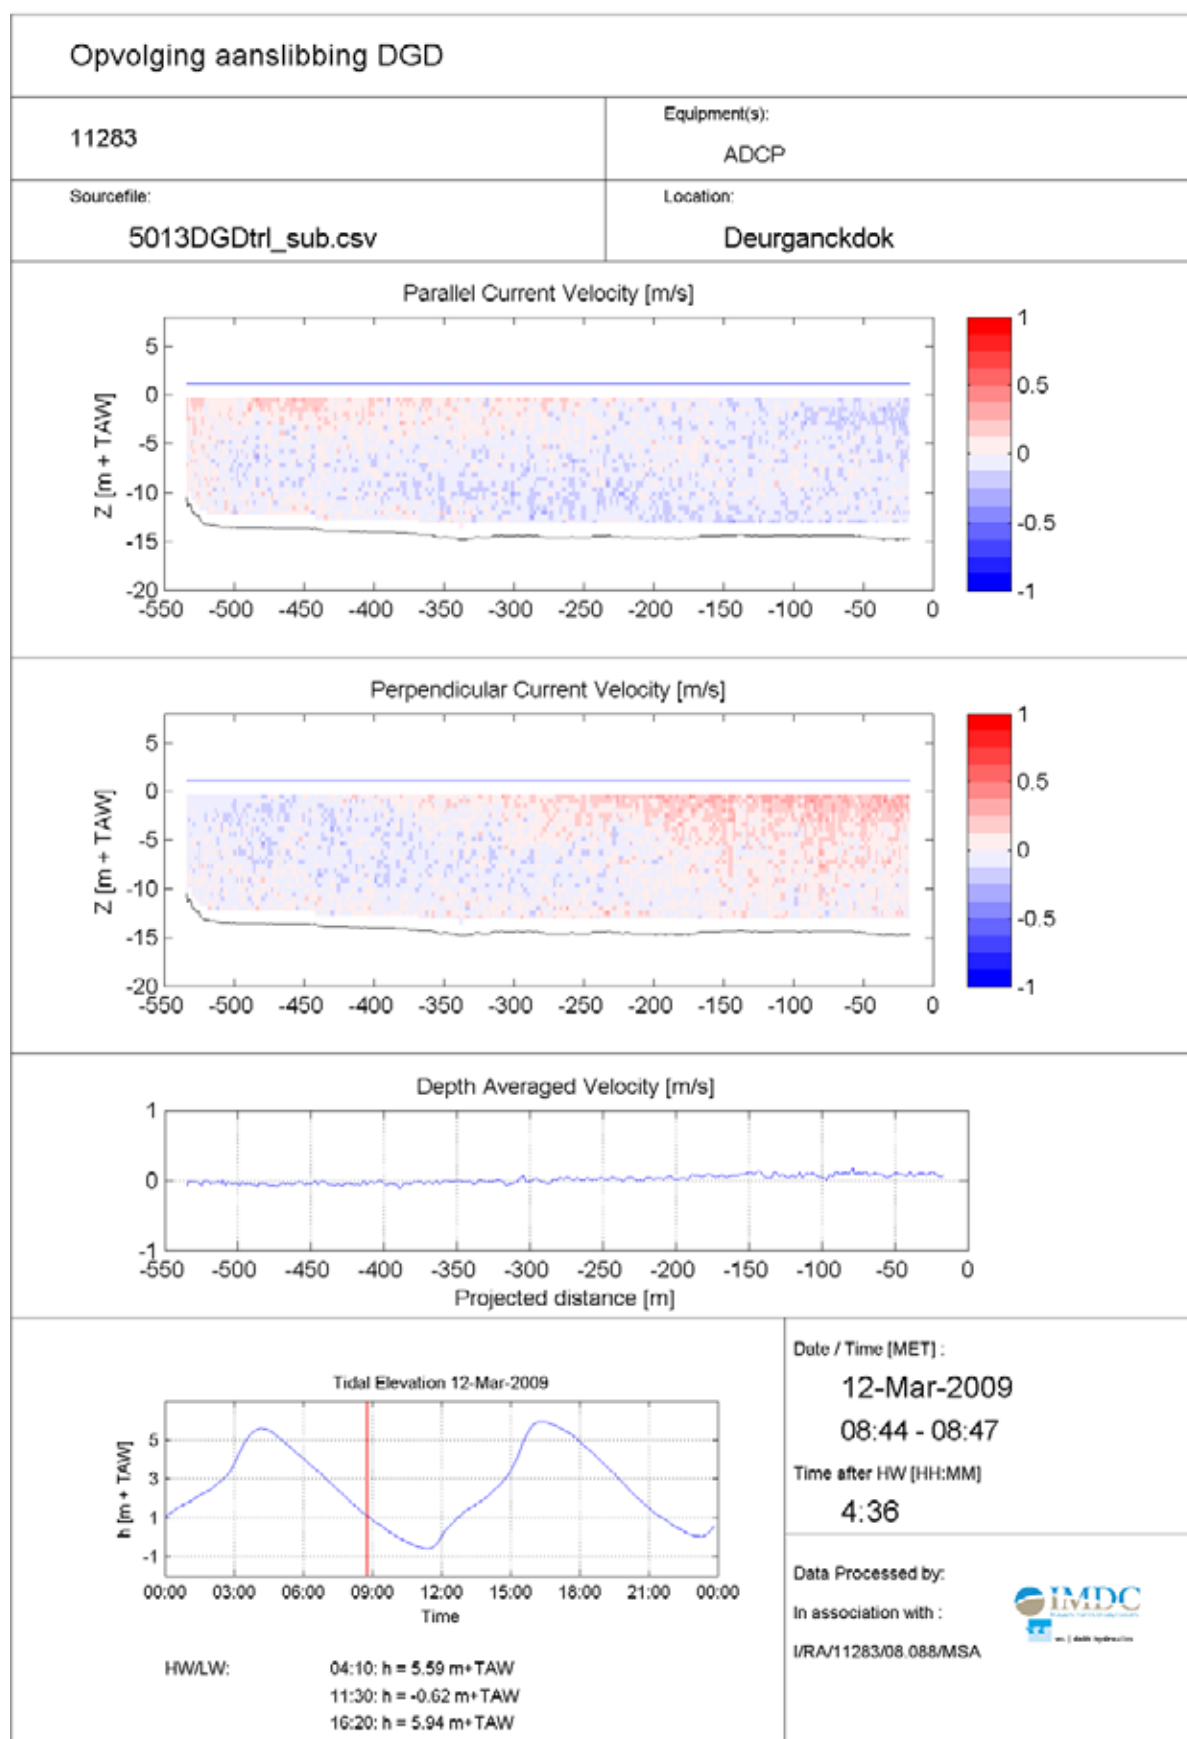 Opvolging aanslibbing DGD
11283
Equipment(s):
ADCP
Sourcefile:
5013DGDtrl_sub.csv
Location:
Deurganckdok
Parallel Current Velocity [m/s]
Z [m + TAW]
5
0
-5
-10
-15
-20
-550 -500 -450 -400 -350 -300 -250 -200 -150 -100 -50 0
1
0.5
0
-0.5
-1
Perpendicular Current Velocity [m/s]
Z [m + TAW]
5
0
-5
-10
-15
-20
-550 -500 -450 -400 -350 -300 -250 -200 -150 -100 -50 0
1
0.5
0
-0.5
-1
Depth Averaged Velocity [m/s]
1
0
-1
-550 -500 -450 -400 -350 -300 -250 -200 -150 -100 -50 0
Projected distance [m]
Tidal Elevation 12-Mar-2009
h [m + TAW]
5
3
1
-1
00:00 03:00 06:00 09:00 12:00 15:00 18:00 21:00 00:00
Time
HW/LW:
04:10: h = 5.59 m+TAW
11:30: h = -0.62 m+TAW
16:20: h = 5.94 m+TAW
Date / Time [MET] :
12-Mar-2009
08:44 - 08:47
Time after HW [HH:MM]
4:36
Data Processed by:
IMDC
In association with :
wl | delft hydraulics
I/RA/11283/08.088/MSA